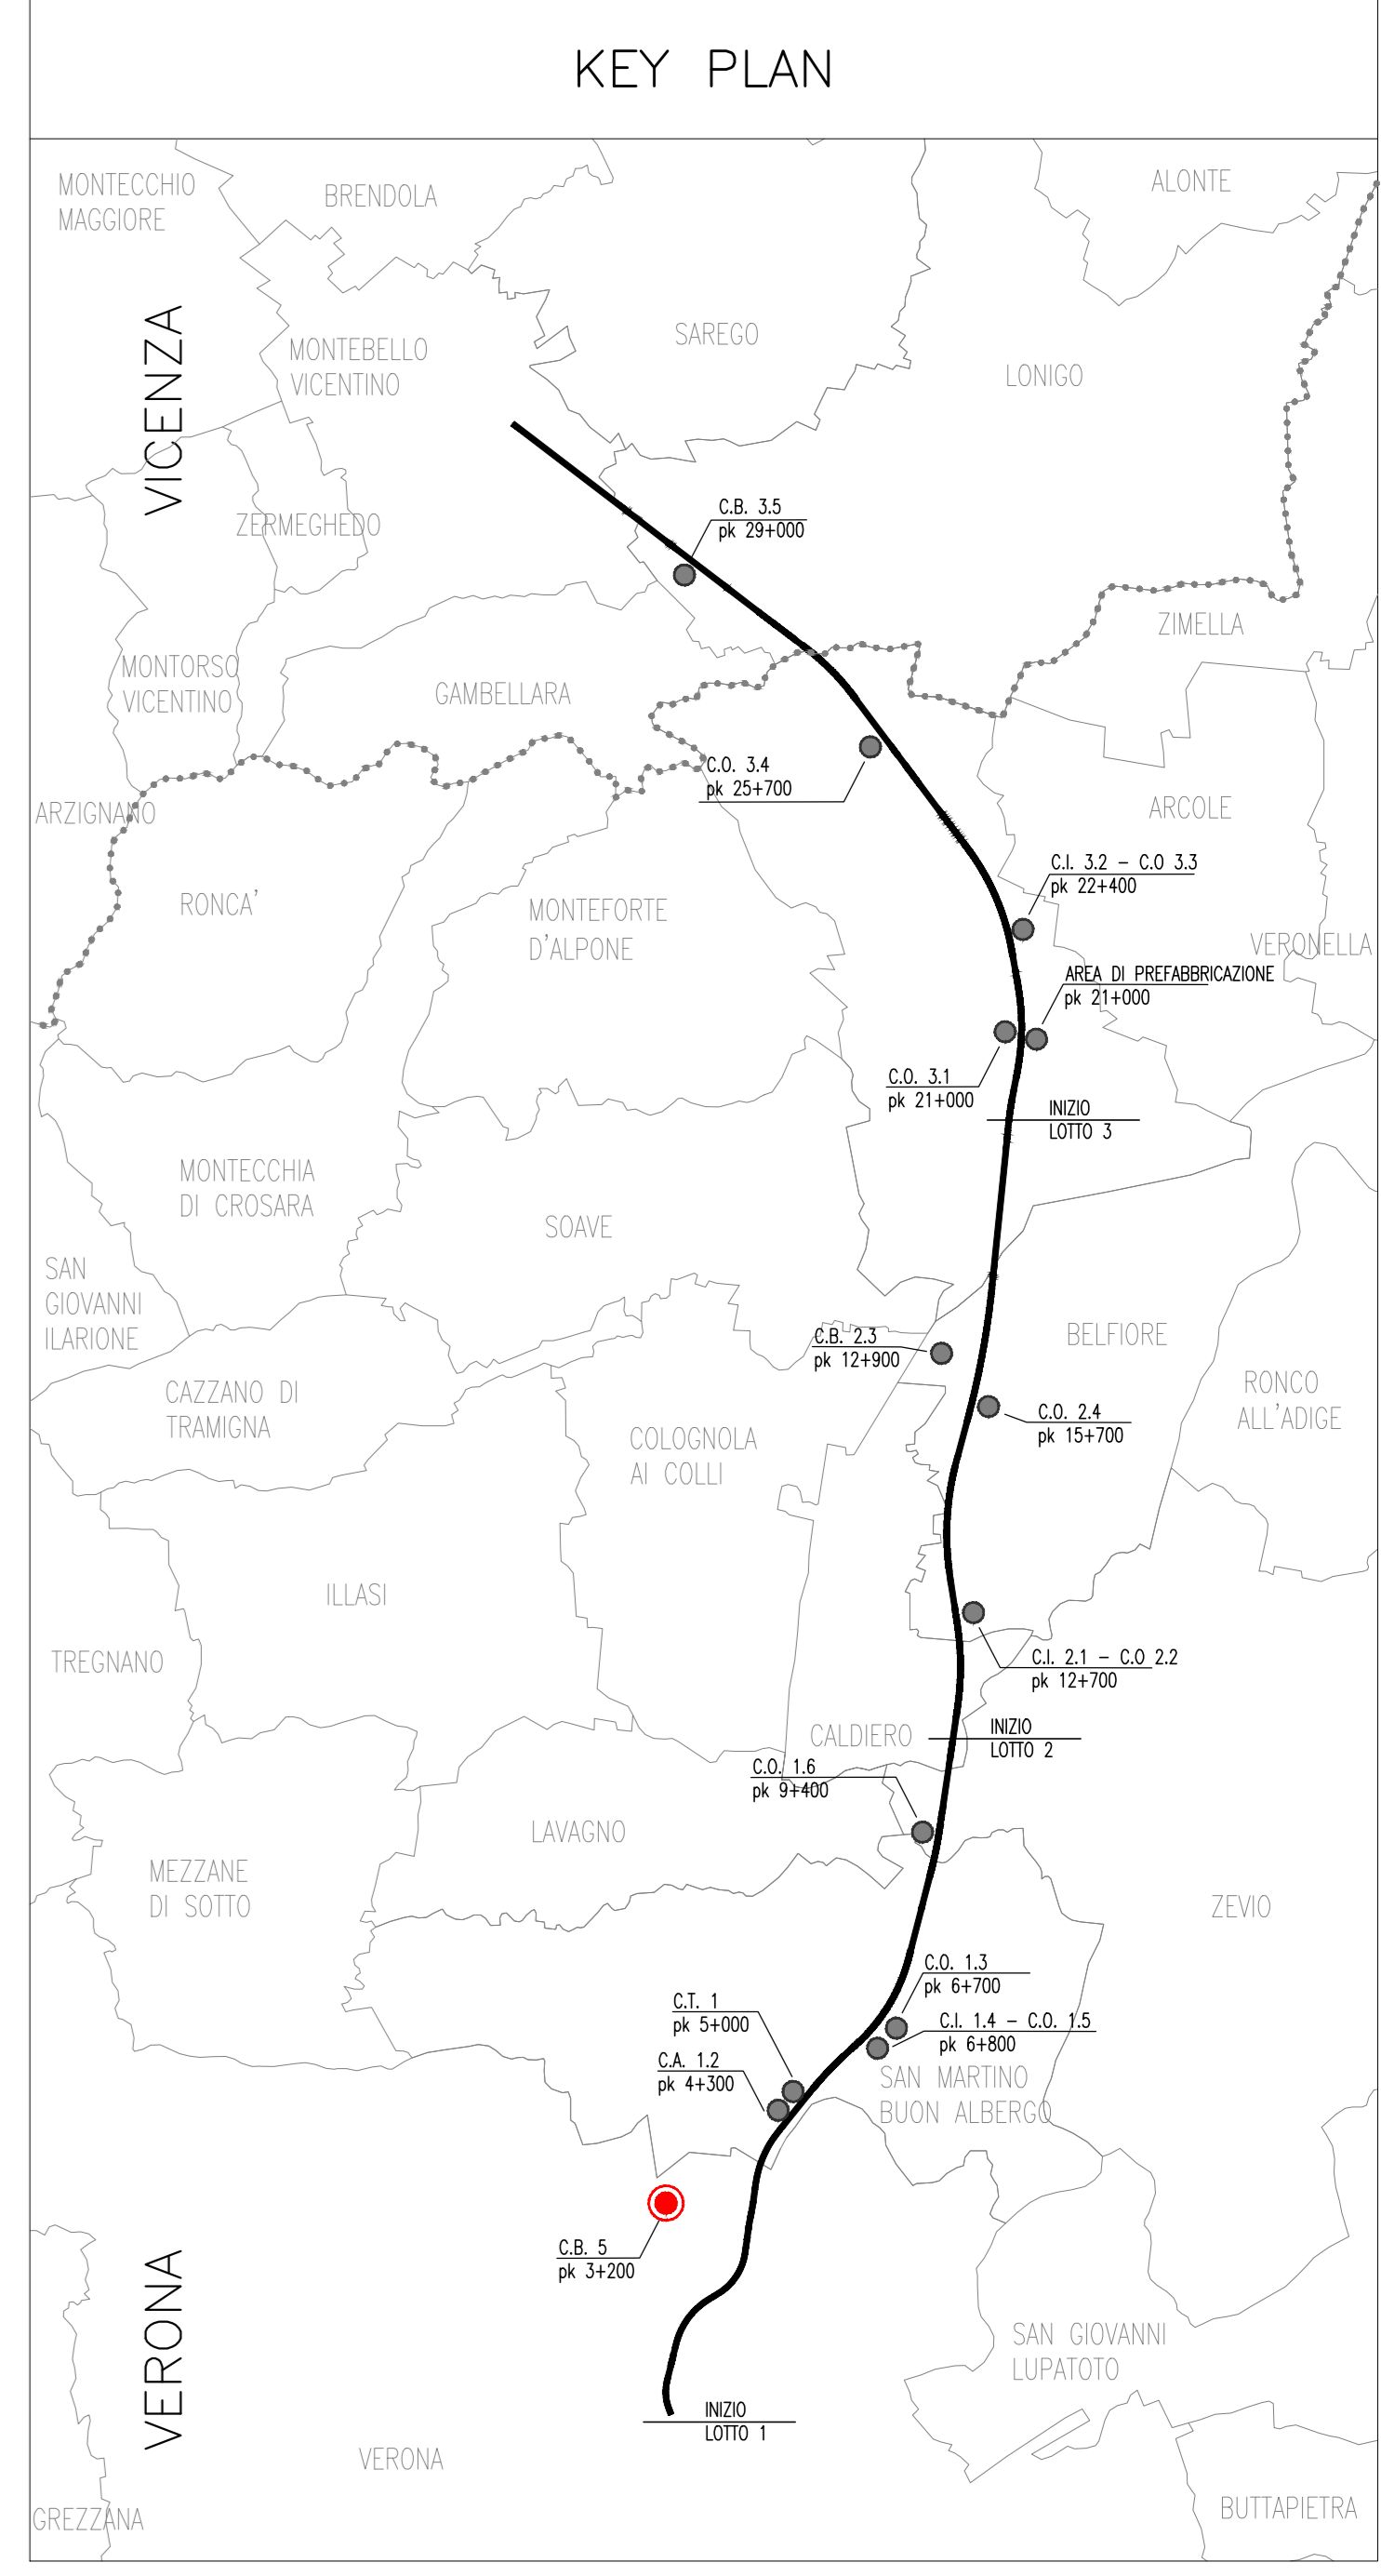 KEY PLAN
MONTECCHIO
MAGGIORE
BRENDOLA
ALONTE
VICENZA
MONTEBELLO
VICENTINO
SAREGO
LONIGO
C.B. 3.5
pk 29+000
ZERMEGHEDO
ZIMELLA
MONTORSO
VICENTINO
GAMBELLARA
C.O. 3.4
pk 25+700
ARZIGNANO
ARCOLE
C.I. 3.2 - C.O 3.3
pk 22+400
RONCA'
MONTEFORTE
D'ALPONE
VERONELLA
AREA DI PREFABBRICAZIONE
pk 21+000
C.O. 3.1
pk 21+000
INIZIO
LOTTO 3
MONTECCHIA
DI CROSARA
SOAVE
SAN
GIOVANNI
ILARIONE
C.B. 2.3
pk 12+900
BELFIORE
CAZZANO DI
TRAMIGNA
RONCO
ALL'ADIGE
C.O. 2.4
pk 15+700
COLOGNOLA
AI COLLI
ILLASI
TREGNANO
C.I. 2.1 - C.O 2.2
pk 12+700
CALDIERO
INIZIO
LOTTO 2
C.O. 1.6
pk 9+400
LAVAGNO
MEZZANE
DI SOTTO
ZEVIO
C.O. 1.3
pk 6+700
C.T. 1
pk 5+000
C.I. 1.4 - C.O. 1.5
pk 6+800
C.A. 1.2
pk 4+300
SAN MARTINO
BUON ALBERGO
C.B. 5
pk 3+200
VERONA
SAN GIOVANNI
LUPATOTO
INIZIO
LOTTO 1
VERONA
GREZZANA
BUTTAPIETRA